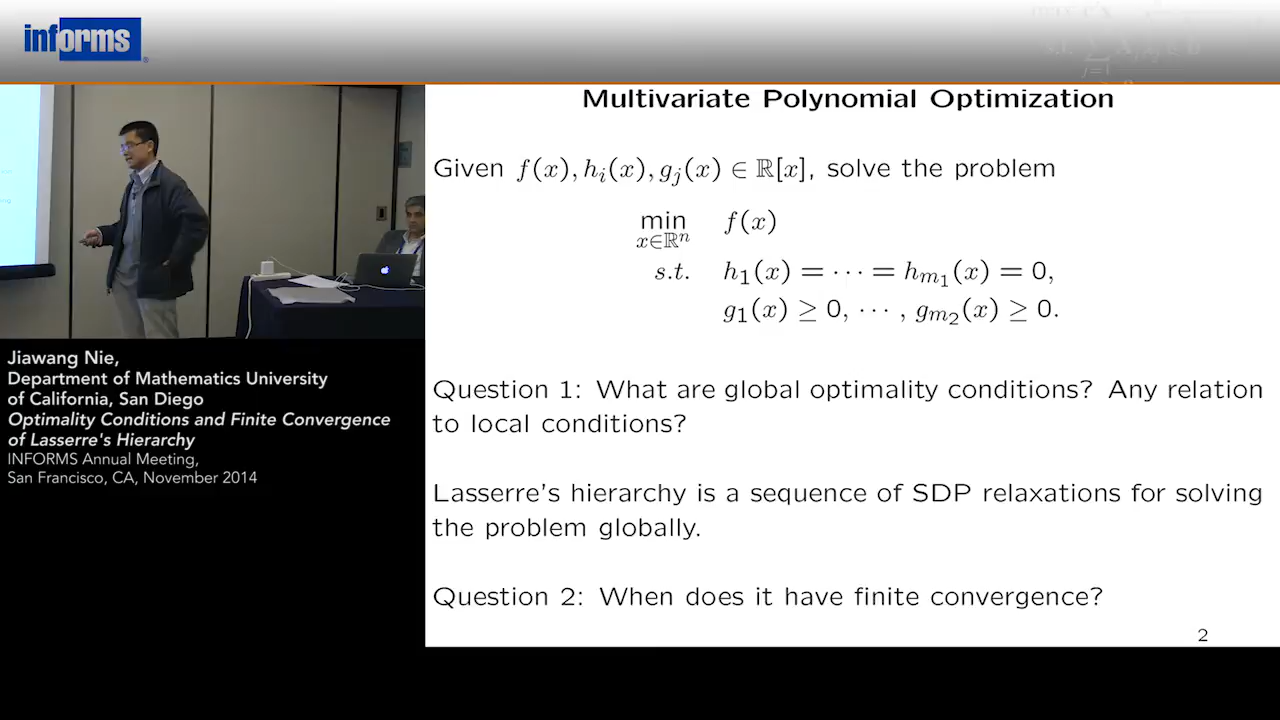 informs
Multivariate Polynomial Optimization
Given f(x), h_i(x), g_j(x) ∈ ℝ[x], solve the problem
min f(x)
x∈ℝⁿ
s.t. h₁(x) = ··· = h_{m₁}(x) = 0,
g₁(x) ≥ 0, ··· , g_{m₂}(x) ≥ 0.
Question 1: What are global optimality conditions? Any relation
to local conditions?
Lasserre's hierarchy is a sequence of SDP relaxations for solving
the problem globally.
Question 2: When does it have finite convergence?
2
Jiawang Nie,
Department of Mathematics University
of California, San Diego
Optimality Conditions and Finite Convergence
of Lasserre's Hierarchy
INFORMS Annual Meeting,
San Francisco, CA, November 2014